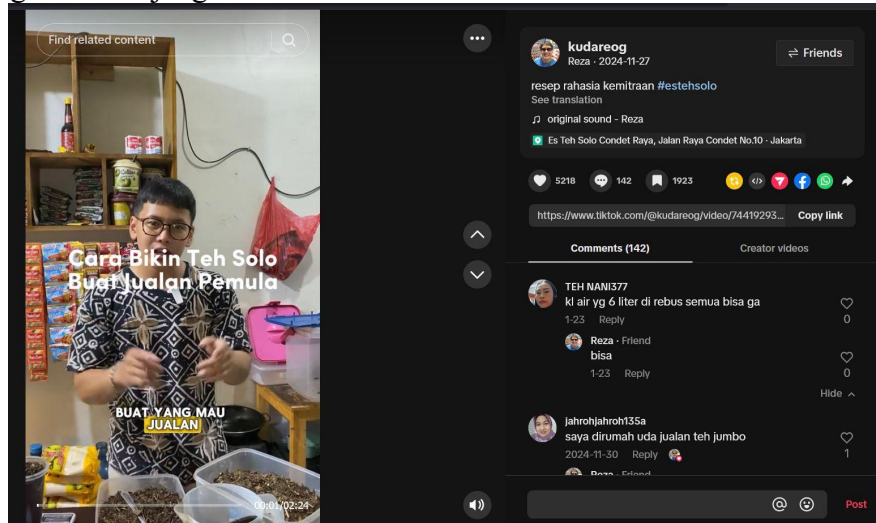 Find related content
Cara Bikin Teh Solo
Buat Jualan Pemula
BUAT YANG MAU
JUALAN
00:01/02:24
kudareog
Reza · 2024-11-27
Friends
resep rahasia kemitraan #estehsolo
See translation
original sound - Reza
Es Teh Solo Condet Raya, Jalan Raya Condet No.10 · Jakarta
5218
142
1923
https://www.tiktok.com/@kudareog/video/74419293...
Copy link
Comments (142)
Creator videos
TEH NANI377
kl air yg 6 liter di rebus semua bisa ga
1-23 Reply
0
Reza · Friend
bisa
1-23 Reply
0
Hide
jahrohjahroh135a
saya dirumah uda jualan teh jumbo
2024-11-30 Reply
1
Reza · Friend
Post